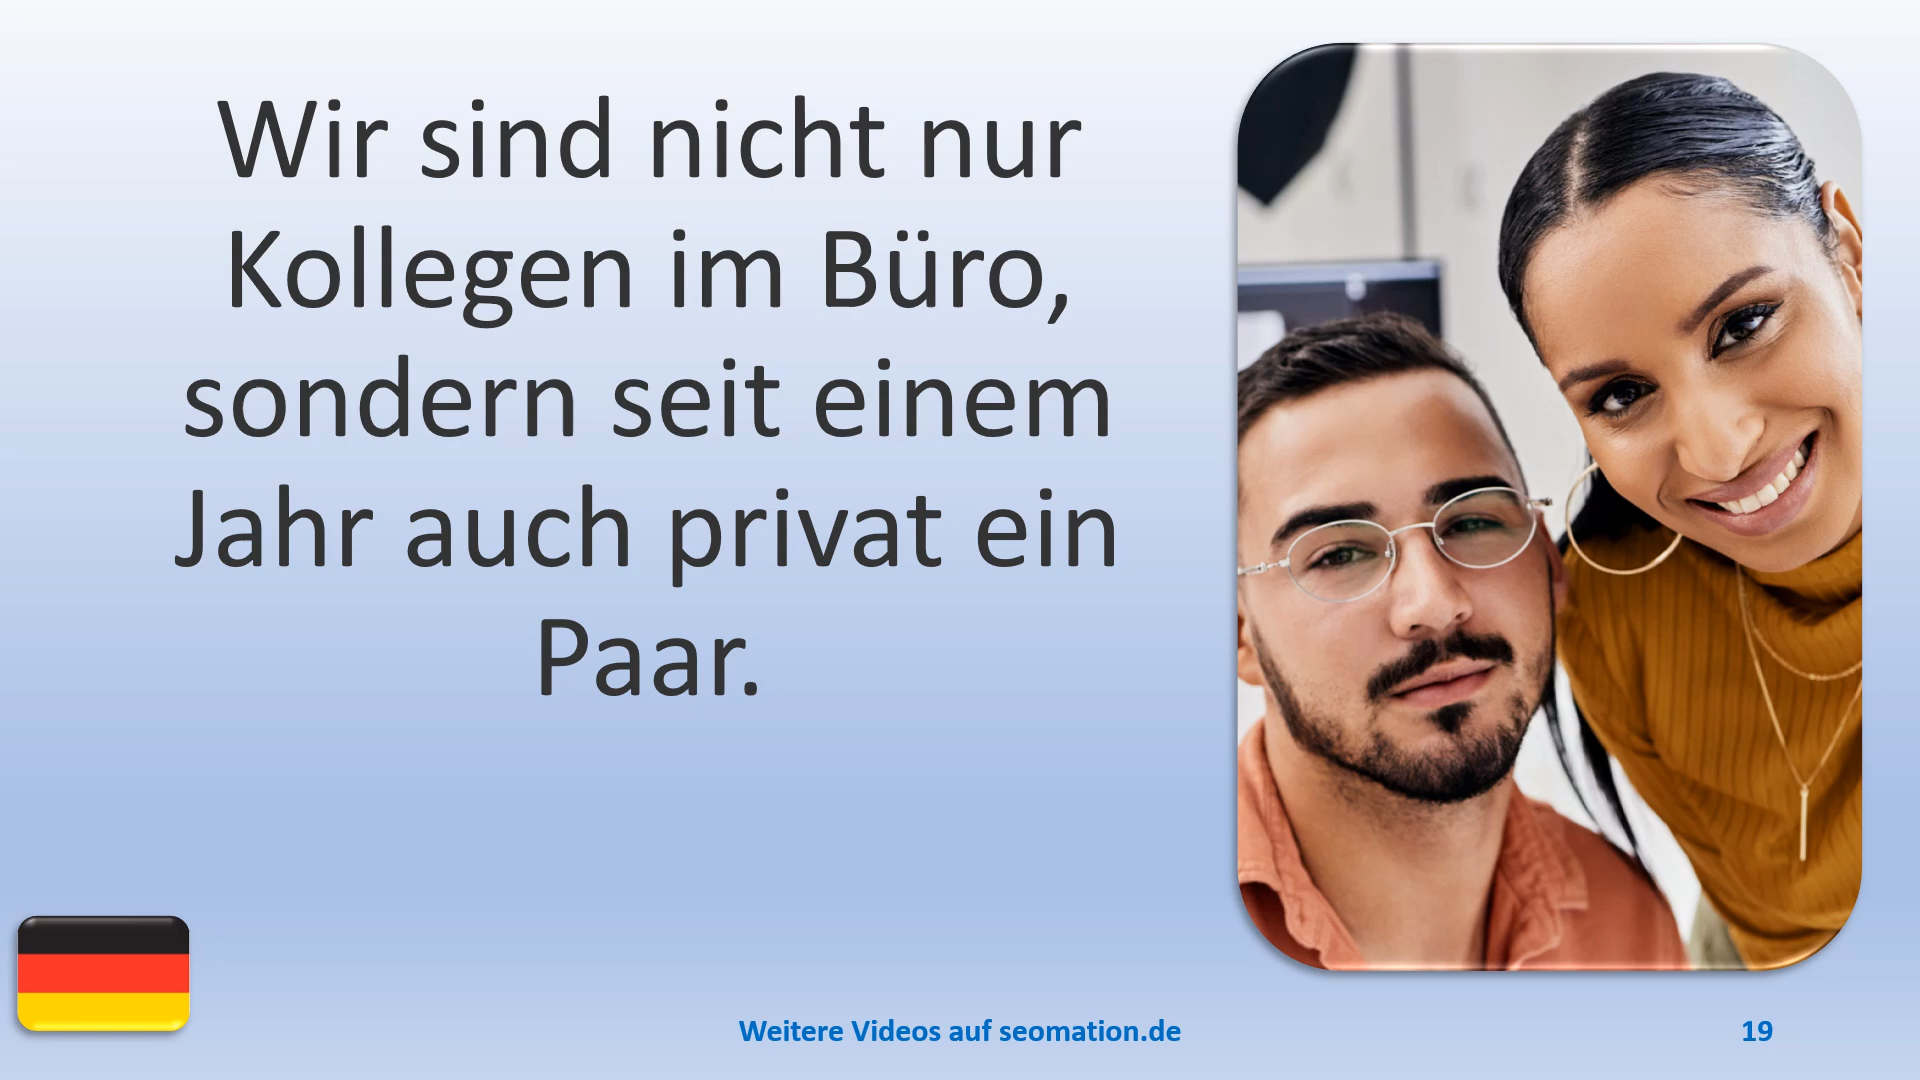 Wir sind nicht nur
Kollegen im Büro,
sondern seit einem
Jahr auch privat ein
Paar.
Weitere Videos auf seomation.de
19